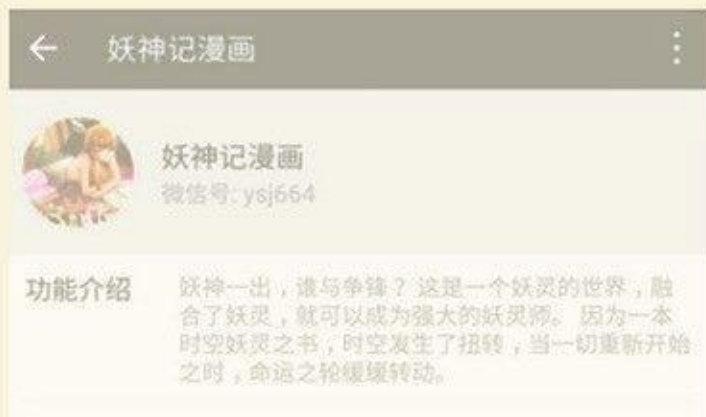 妖神记漫画
妖神记漫画
微信号: ysj664
功能介绍
妖神一出，谁与争锋？这是一个妖灵的世界，融
合了妖灵，就可以成为强大的妖灵师。 因为一本
时空妖灵之书，时空发生了扭转，当一切重新开始
之时，命运之轮缓缓转动。